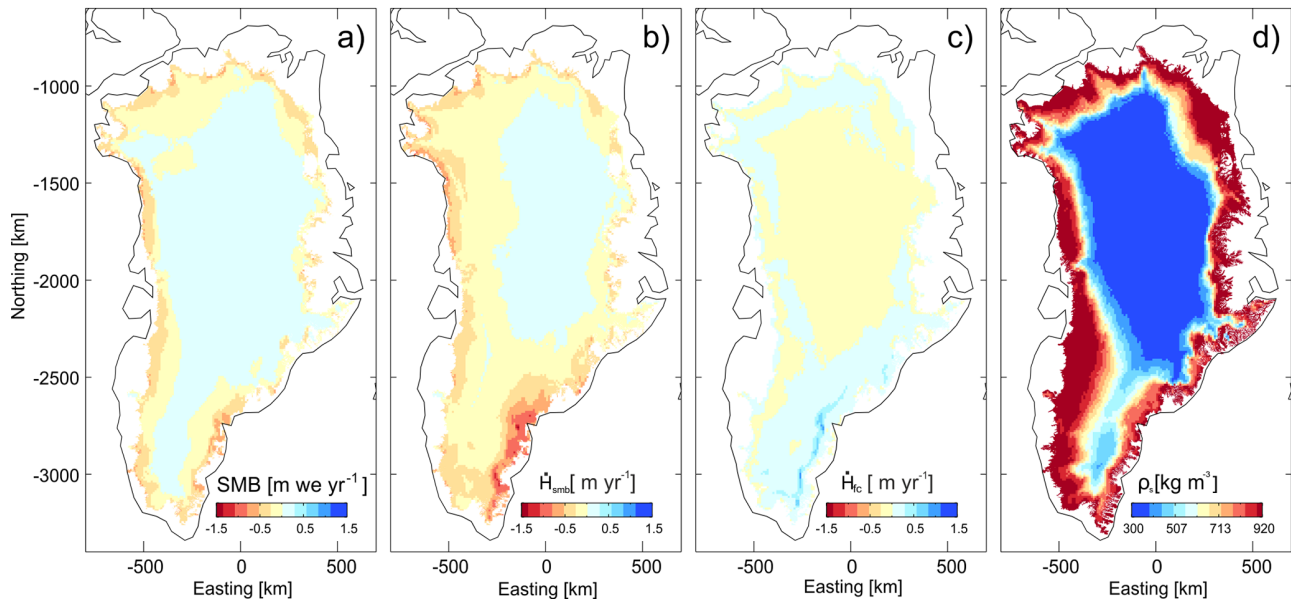 a)
b)
c)
d)
Northing [km]
-1000
-1500
-2000
-2500
-3000
SMB [m we yr⁻¹]
-1.5 -0.5 0.5 1.5
Ḣsmb[ m yr⁻¹]
-1.5 -0.5 0.5 1.5
Ḣfc [ m yr⁻¹]
-1.5 -0.5 0.5 1.5
ρs[kg m⁻³]
300 507 713 920
-500 0 500
-500 0 500
-500 0 500
-500 0 500
Easting [km]
Easting [km]
Easting [km]
Easting [km]